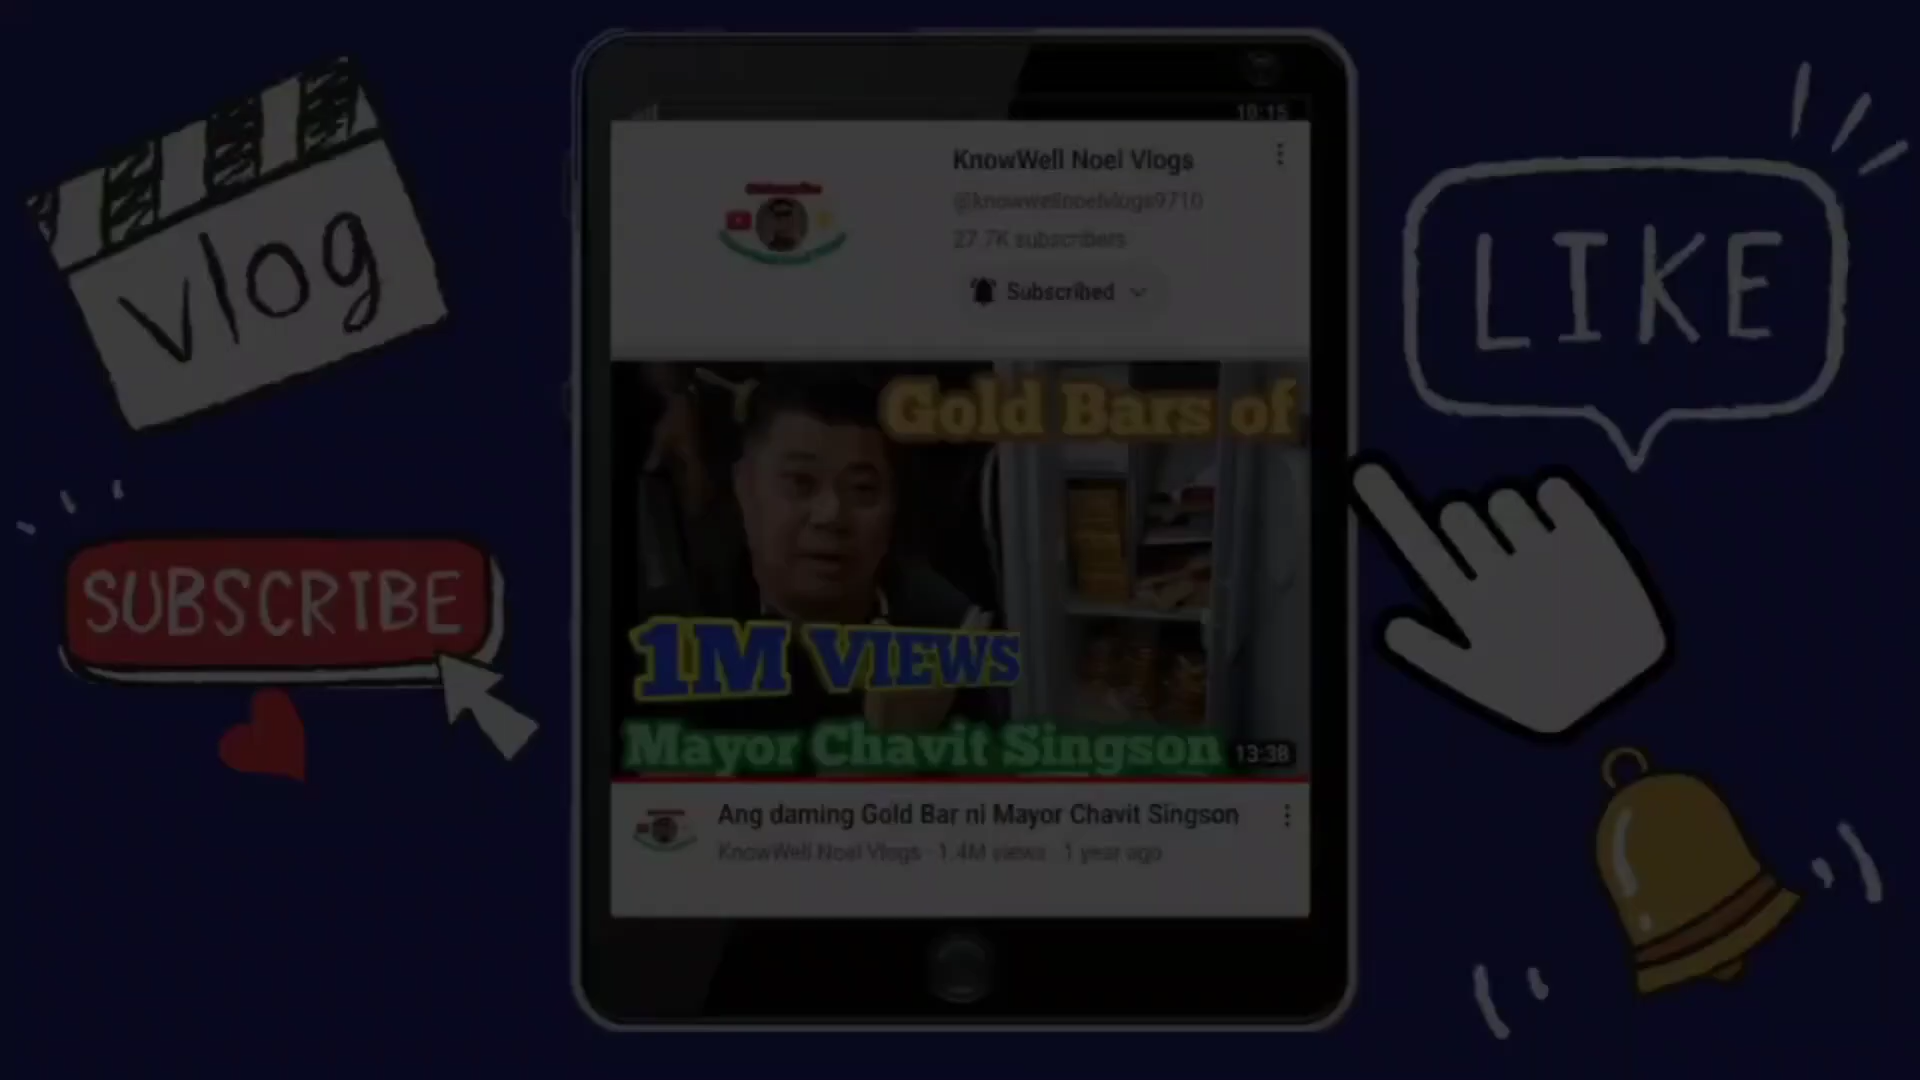 vlog
SUBSCRIBE
LIKE
10:15
KnowWell Noel Vlogs
@knowwellnoelvlogs9710
27.7K subscribers
Subscribed
Gold Bars of
1M VIEWS
Mayor Chavit Singson
13:38
Ang daming Gold Bar ni Mayor Chavit Singson
KnowWell Noel Vlogs · 1.4M views · 1 year ago